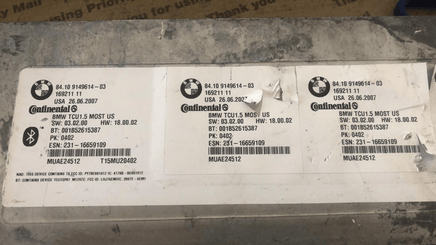 84.10 9149614-03
169211 11
USA 26.06.2007
Continental
BMW TCU1.5 MOST US
SW: 03.02.00 HW: 18.00.02
BT: 001BS2615387
PK: 0402
ESN: 231-16659109
MUAE24512 T15MU20402
84.10 9149614-03
169211 11
USA 26.06.2007
Continental
BMW TCU1.5 MOST US
SW: 03.02.00 HW: 18.00.02
BT: 001BS2615387
PK: 0402
ESN: 231-16659109
MUAE24512
84.10 9149614-03
169211 11
USA 26.06.2007
Continental
BMW TCU1.5 MOST US
SW: 03.02.00 HW: 18.00.02
BT: 001BS2615387
PK: 0402
ESN: 231-16659109
MUAE24512